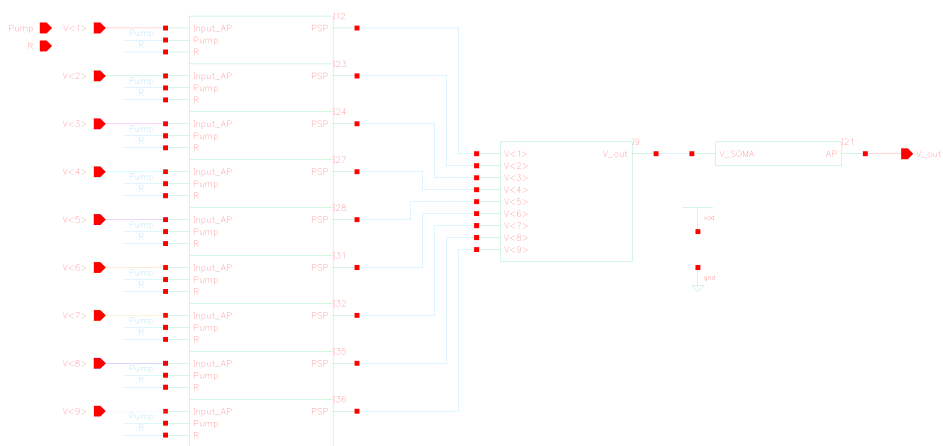 Pump V<1> Pump R Input_AP Pump R PSP I12
R
V<2> Pump R Input_AP Pump R PSP I23
V<3> Pump R Input_AP Pump R PSP I24
V<4> Pump R Input_AP Pump R PSP I27
V<5> Pump R Input_AP Pump R PSP I28
V<6> Pump R Input_AP Pump R PSP I31
V<7> Pump R Input_AP Pump R PSP I32
V<8> Pump R Input_AP Pump R PSP I35
V<9> Pump R Input_AP Pump R PSP I36
I9
V<1> V_out
V<2>
V<3>
V<4>
V<5>
V<6>
V<7>
V<8>
V<9>
I21
V_SOMA AP V_out
vdd
gnd